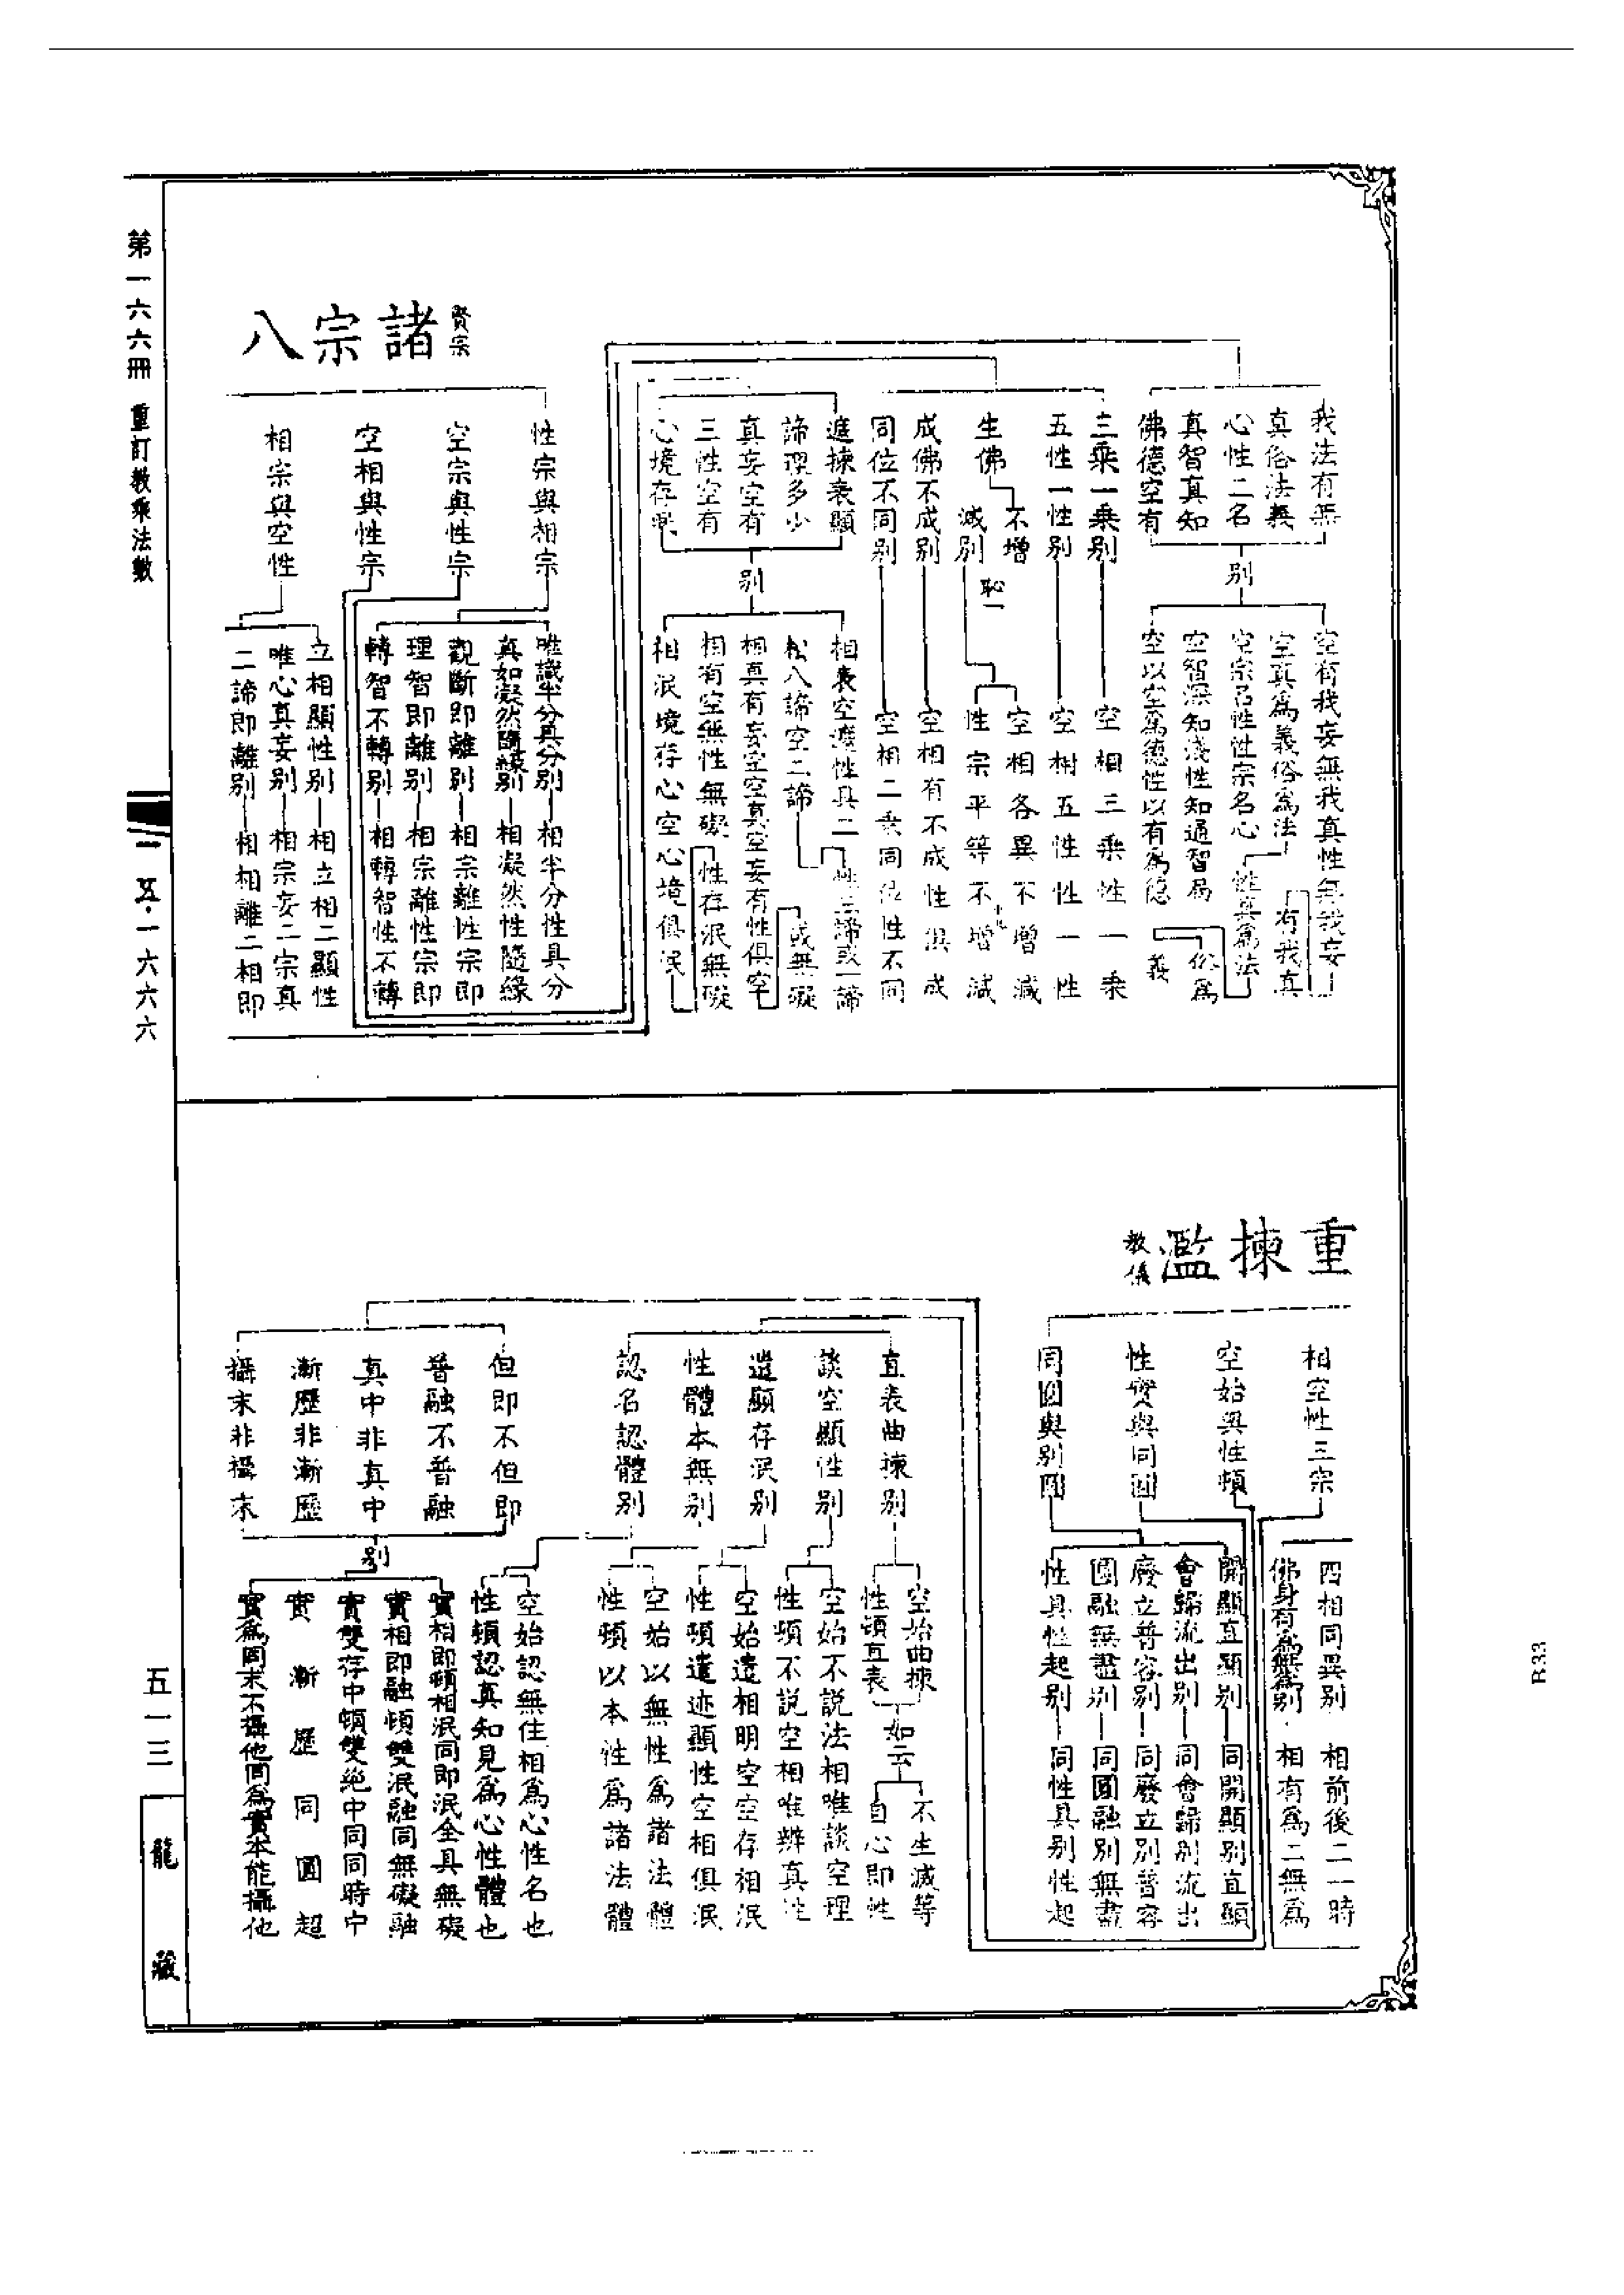 第一六六冊 重訂教乘法數
我法有無
真俗法義
心性二名
真智真知
佛德空有
別
空有我妄無我真性無我妄
有我真
空真為義俗為法
性真為法
俗為
義
空宗名性性宗名心
空智深知淺性知通智局
空以空為德性以有為德
三乘一乘別
空相三乘性一乘
五性一性別
空相五性性一性
生佛
不增
減別
空相各異不增減
性宗平等不增減
成佛不成別
空相有不成性俱成
同位不同別
空相二乘同位性不同
遮揀表顯
諦理多少
真妄空有
三性空有
心境存泯
別
相表空遮性具二
松八諦空二諦
性三諦或一諦
或無礙
相真有妄空空真空妄有性俱空
相有空無性無礙
性存泯無礙
相泯境存心空心境俱泯
賢宗
諸宗八
性宗與相宗
空宗與性宗
空相與性宗
相宗與空性
唯識半分具分別
相半分性具分
真如凝然隨緣別
相凝然性隨緣
觀斷即離別
相宗離性宗即
理智即離別
相宗離性宗即
轉智不轉別
相轉智性不轉
立相顯性別
相立相二顯性
唯心真妄別
相宗妄二宗真
二諦即離別
相相離二相即
一 五·一六六六
重揀濫
教儀
相空性三宗
空始與性頓
性實與同圓
同圓與別圓
四相同異別
相前後二一時
佛身有為無為別
相有為二無為
開顯直顯別
同開顯別直顯
會歸流出別
同會歸別流出
廢立普容別
同廢立別普容
圓融無盡別
同圓融別無盡
性具性起別
同性具別性起
直表曲揀別
談空顯性別
遣顯存泯別
性體本無別
認名認體別
空始曲揀
性頓直表
如云
不生滅等
自心即性
空始不說法相唯談空理
性頓不說空相唯辨真性
空始遣相明空空存相泯
性頓遣迹顯性空相俱泯
空始以無性為諸法體
性頓以本性為諸法體
空始認無住相為心性名也
性頓認真知見為心性體也
但即不但即
普融不普融
真中非真中
漸歷非漸歷
攝末非攝末
別
實相即頓相泯同即泯全具無礙
實相即融頓雙泯融同無礙融
實雙存中頓雙絕中同同時中
實漸歷同圓超
實為同末不攝他同為實本能攝他
五一三
龍藏
R33